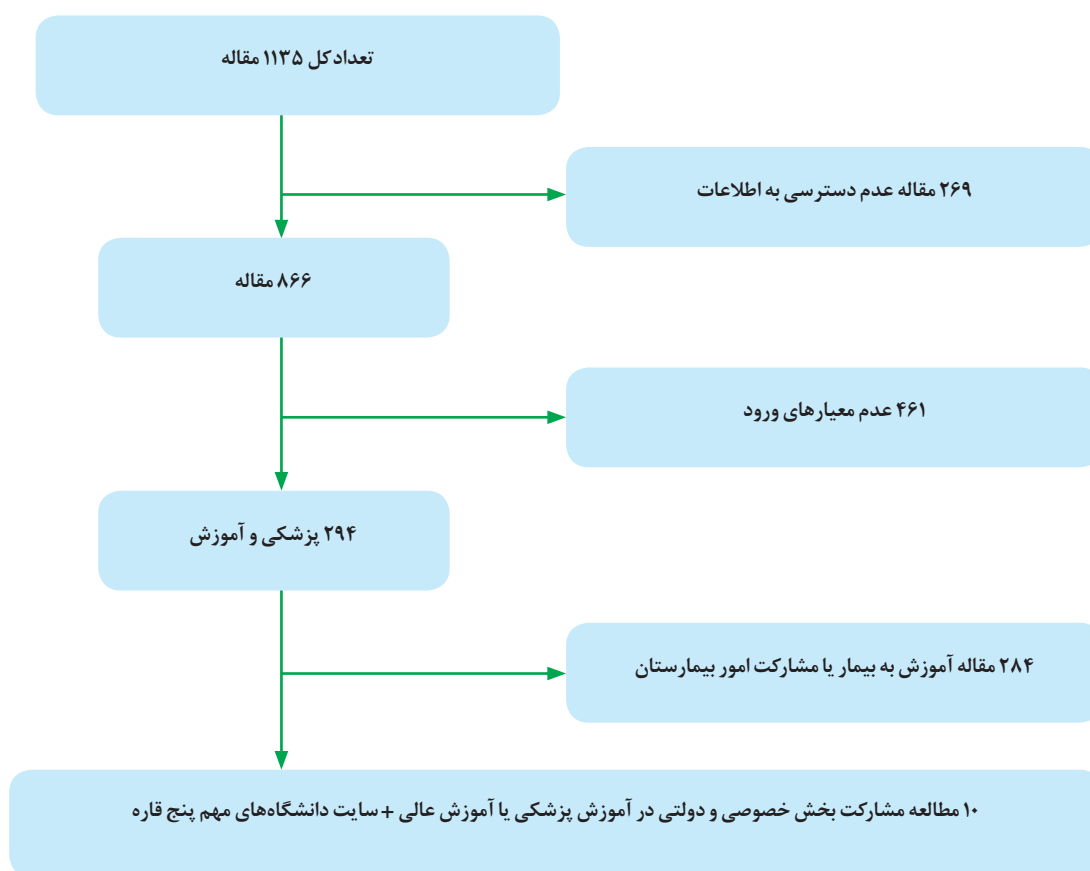 تعداد کل ۱۱۳۵ مقاله
۲۶۹ مقاله عدم دسترسی به اطلاعات
۸۶۶ مقاله
۴۶۱ عدم معیارهای ورود
۲۹۴ پزشکی و آموزش
۲۸۴ مقاله آموزش به بیمار یا مشارکت امور بیمارستان
۱۰ مطالعه مشارکت بخش خصوصی و دولتی در آموزش پزشکی یا آموزش عالی + سایت دانشگاه‌های مهم پنج قاره